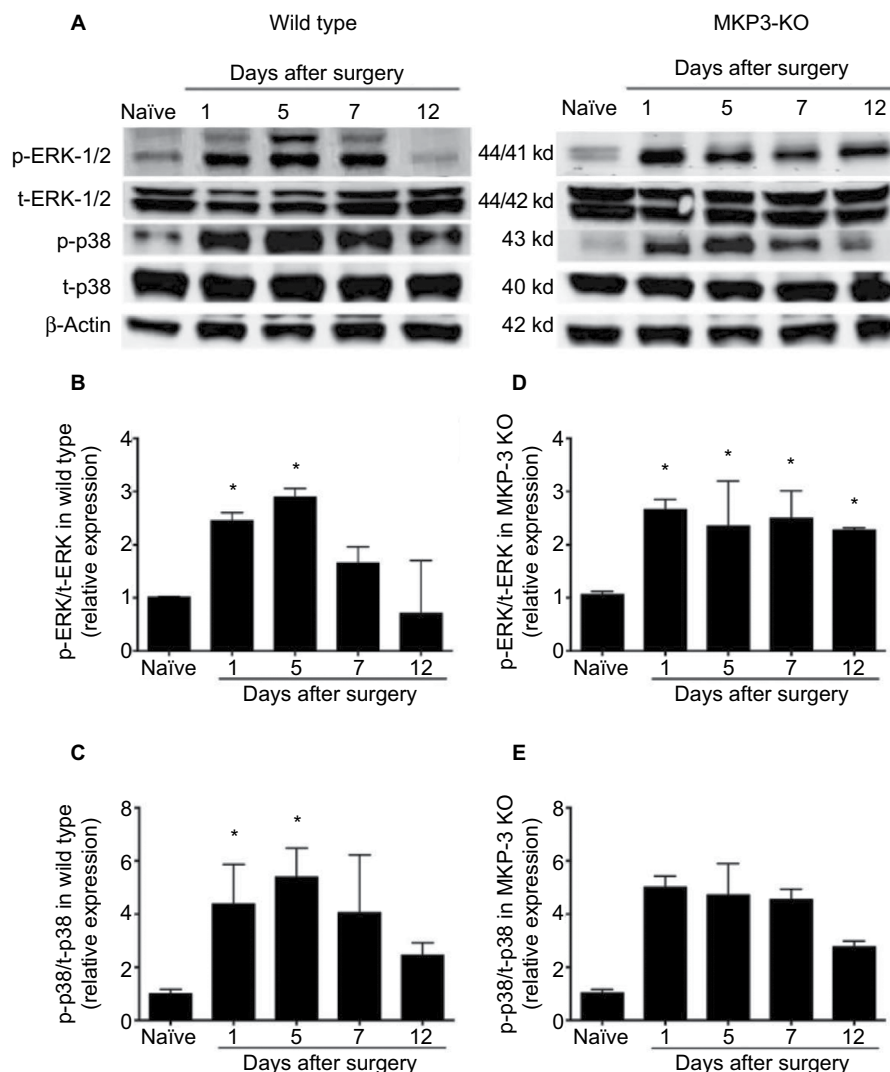 A
Wild type
MKP3-KO
Days after surgery
Days after surgery
Naïve 1 5 7 12
Naïve 1 5 7 12
p-ERK-1/2
44/41 kd
t-ERK-1/2
44/42 kd
p-p38
43 kd
t-p38
40 kd
β-Actin
42 kd
B
p-ERK/t-ERK in wild type
(relative expression)
4
3
2
1
0
* *
Naïve 1 5 7 12
Days after surgery
D
p-ERK/t-ERK in MKP-3 KO
(relative expression)
4
3
2
1
0
* * * *
Naïve 1 5 7 12
Days after surgery
C
p-p38/t-p38 in wild type
(relative expression)
8
6
4
2
0
* *
Naïve 1 5 7 12
Days after surgery
E
p-p38/t-p38 in MKP-3 KO
(relative expression)
8
6
4
2
0
Naïve 1 5 7 12
Days after surgery